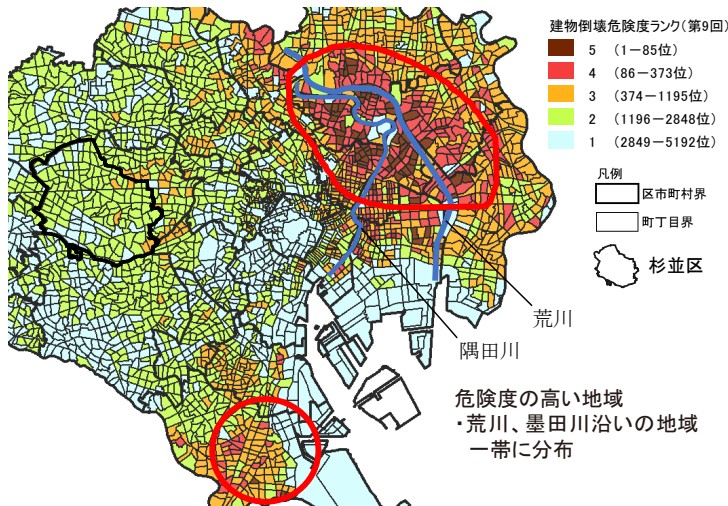 建物倒壊危険度ランク(第9回)
5 (1－85位)
4 (86－373位)
3 (374－1195位)
2 (1196－2848位)
1 (2849－5192位)
凡例
区市町村界
町丁目界
杉並区
荒川
隅田川
危険度の高い地域
・荒川、墨田川沿いの地域
一帯に分布